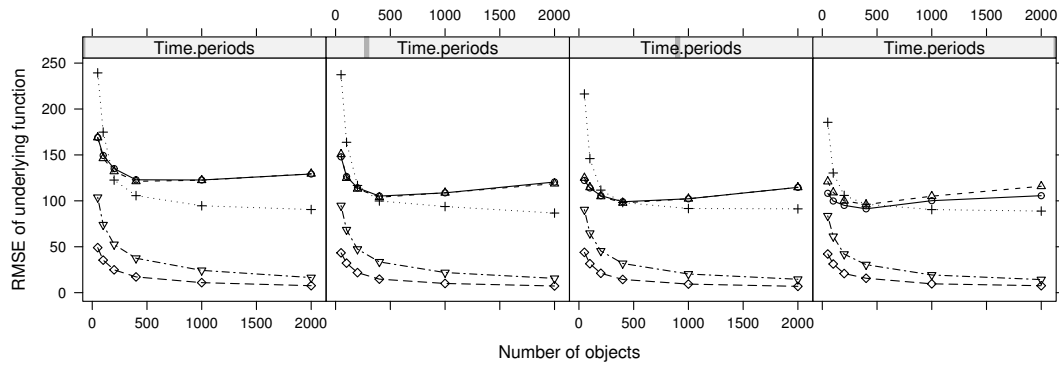 0 500 1000 1500 2000 0 500 1000 1500 2000
Time.periods Time.periods Time.periods Time.periods
250
200
150
100
50
0
RMSE of underlying function
0 500 1000 1500 2000 0 500 1000 1500 2000
Number of objects